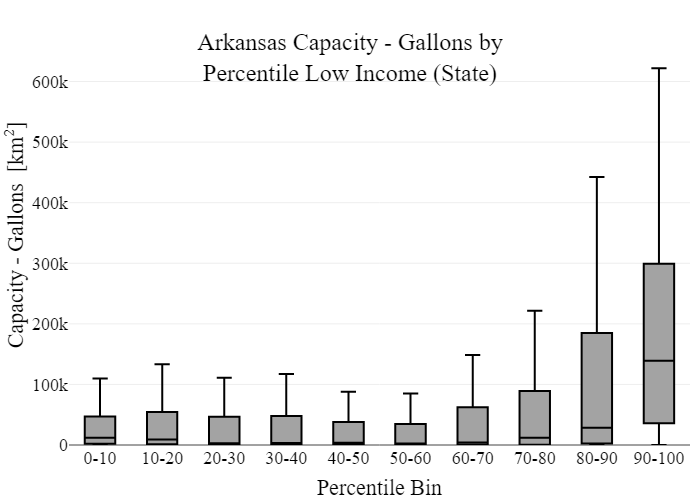 Arkansas Capacity - Gallons by
Percentile Low Income (State)
Capacity - Gallons [km²]
600k
500k
400k
300k
200k
100k
0
0-10 10-20 20-30 30-40 40-50 50-60 60-70 70-80 80-90 90-100
Percentile Bin